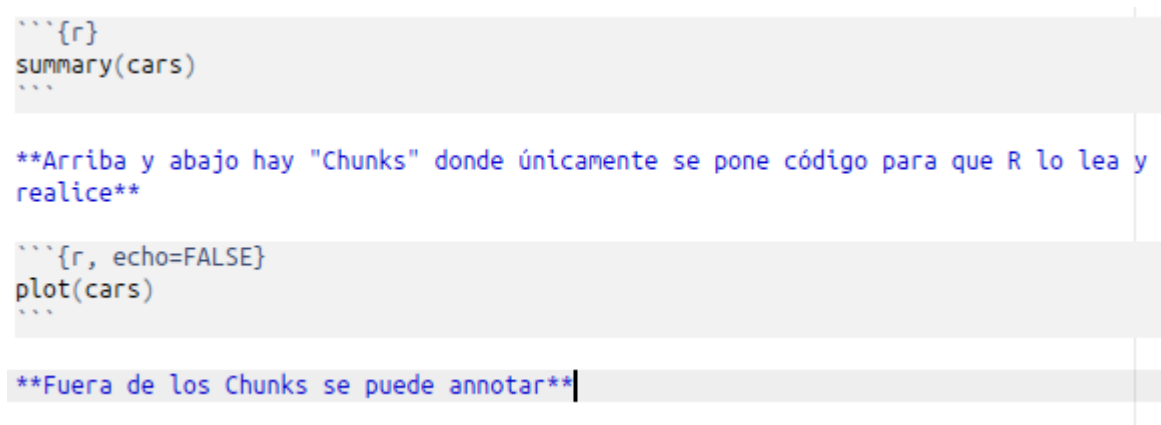 ```{r}
summary(cars)
```
**Arriba y abajo hay "Chunks" donde únicamente se pone código para que R lo lea y
realice**
```{r, echo=FALSE}
plot(cars)
```
**Fuera de los Chunks se puede annotar**